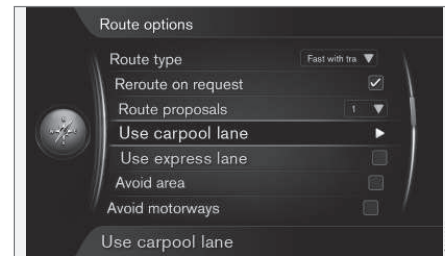 Route options
Route type Fast with tra
Reroute on request
Route proposals 1
Use carpool lane
Use express lane
Avoid area
Avoid motorways
Use carpool lane